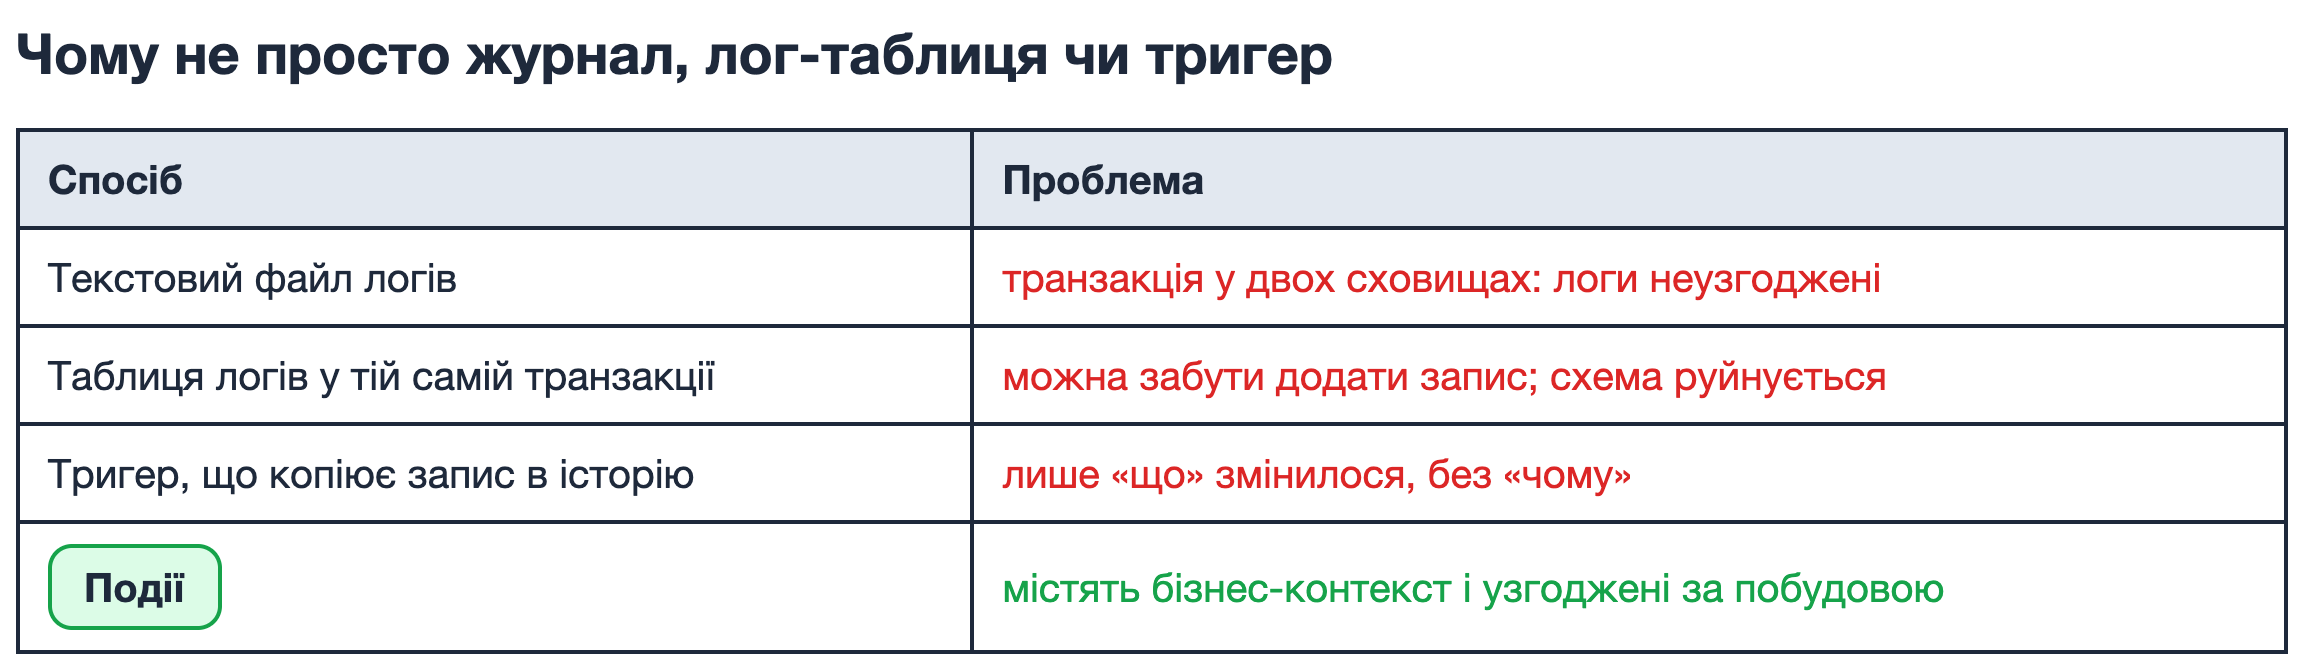 Чому не просто журнал, лог-таблиця чи тригер
Спосіб
Проблема
Текстовий файл логів
транзакція у двох сховищах: логи неузгоджені
Таблиця логів у тій самій транзакції
можна забути додати запис; схема руйнується
Тригер, що копіює запис в історію
лише «що» змінилося, без «чому»
Події
містять бізнес-контекст і узгоджені за побудовою